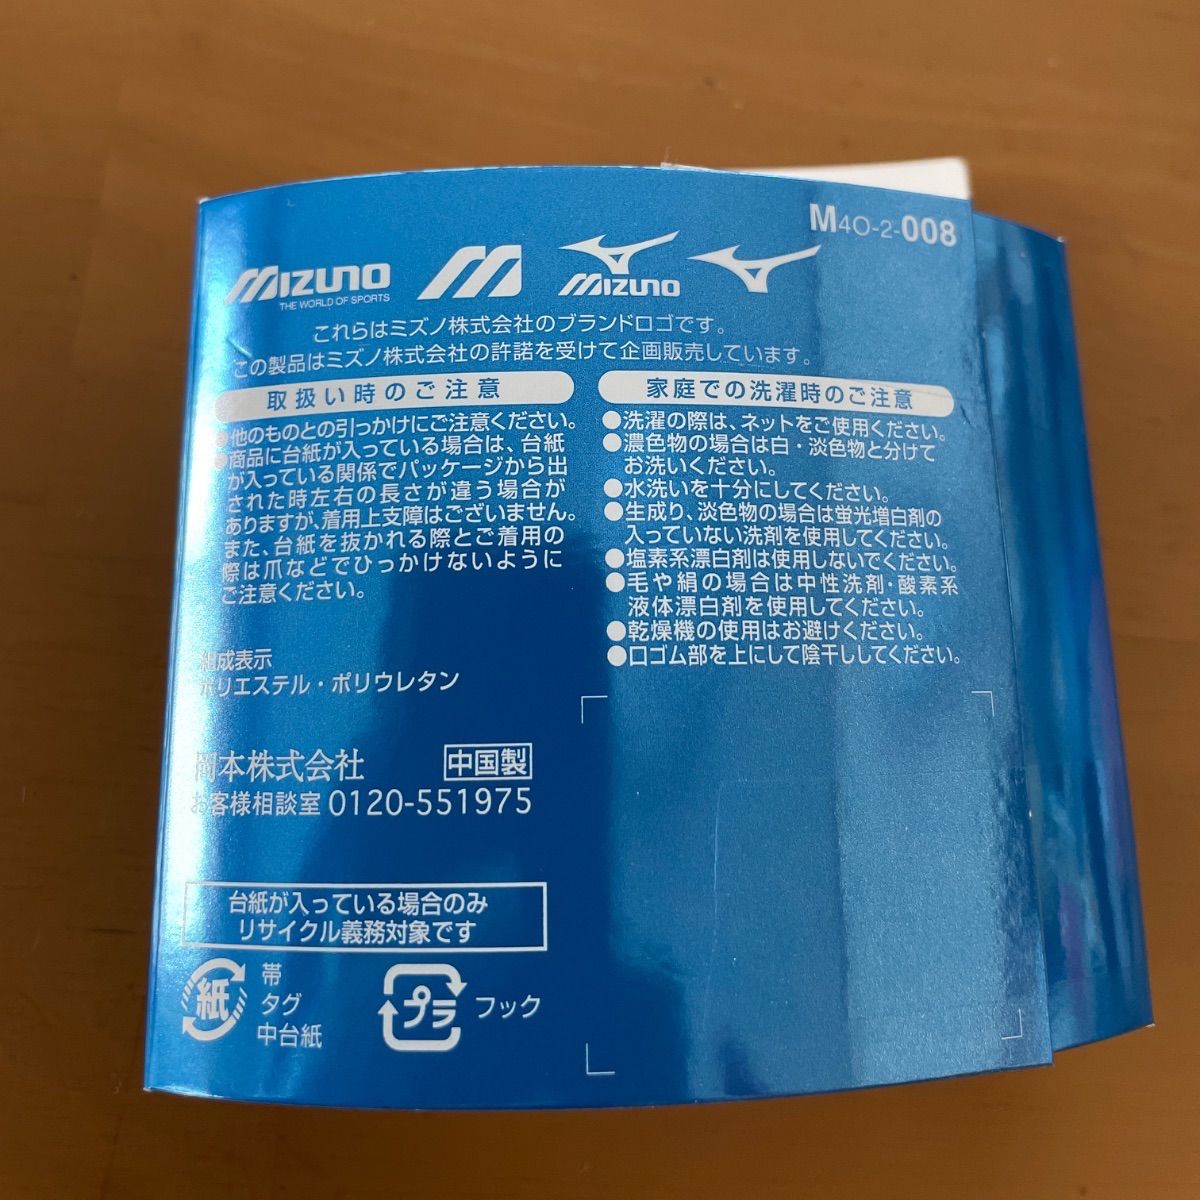 M4O-2-008
MIZUNO
THE WORLD OF SPORTS
MIZUNO
これらはミズノ株式会社のブランドロゴです。
この製品はミズノ株式会社の許諾を受けて企画販売しています。
取扱い時のご注意
●他のものとの引っかけにご注意ください。
●商品に台紙が入っている場合は、台紙
が入っている関係でパッケージから出
された時左右の長さが違う場合が
ありますが、着用上支障はございません。
また、台紙を抜かれる際とご着用の
際は爪などでひっかけないように
ご注意ください。
組成表示
ポリエステル・ポリウレタン
岡本株式会社
中国製
お客様相談室 0120-551975
台紙が入っている場合のみ
リサイクル義務対象です
紙
帯
タグ
中台紙
プラ
フック
家庭での洗濯時のご注意
●洗濯の際は、ネットをご使用ください。
●濃色物の場合は白・淡色物と分けて
お洗いください。
●水洗いを十分にしてください。
●生成り、淡色物の場合は蛍光増白剤の
入っていない洗剤を使用してください。
●塩素系漂白剤は使用しないでください。
●毛や絹の場合は中性洗剤・酸素系
液体漂白剤を使用してください。
●乾燥機の使用はお避けください。
●口ゴム部を上にして陰干ししてください。